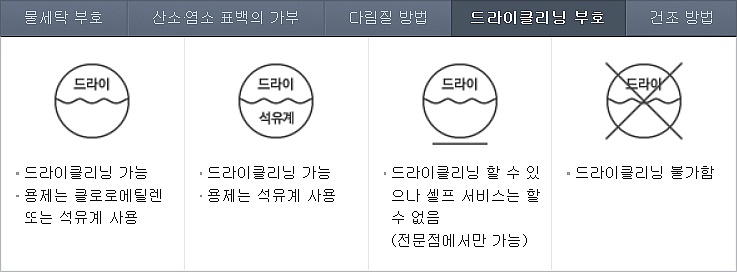 물세탁 부호
산소·염소 표백의 가부
다림질 방법
드라이클리닝 부호
건조 방법
드라이
드라이
석유계
드라이
드라이
· 드라이클리닝 가능
· 용제는 클로로에틸렌
또는 석유계 사용
· 드라이클리닝 가능
· 용제는 석유계 사용
· 드라이클리닝 할 수 있
으나 셀프 서비스는 할
수 없음
(전문점에서만 가능)
· 드라이클리닝 불가함